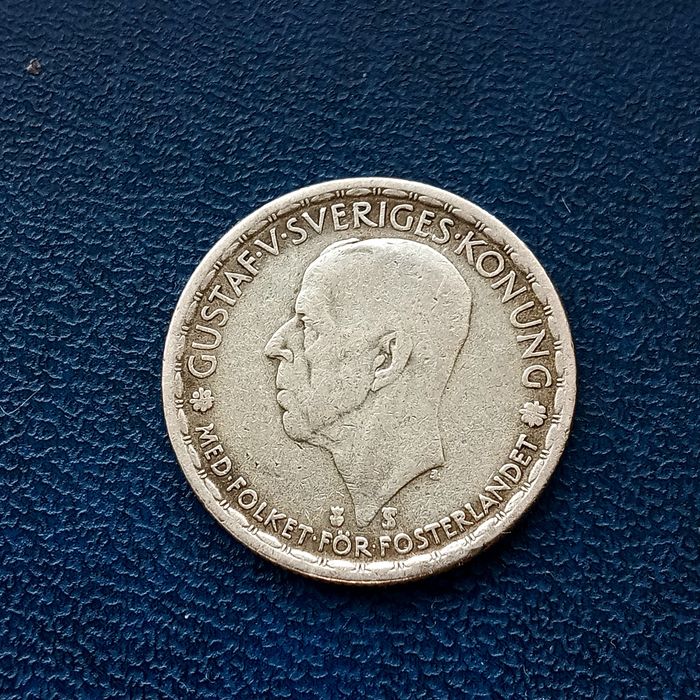 GUSTAF·V·SVERIGES·KONUNG
MED·FOLKET·FÖR·FOSTERLANDET
S